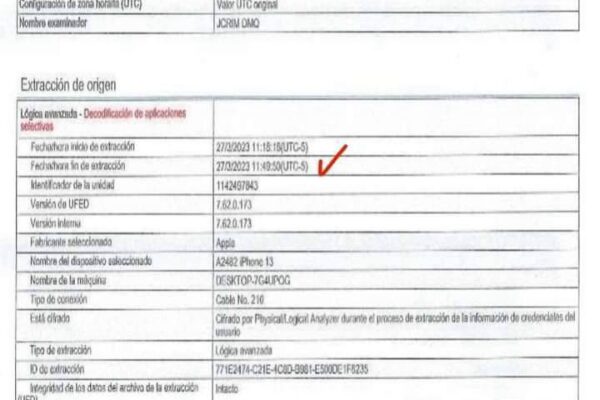 Configuración de zona horaria (UTC) Valor UTC original
Nombre examinador JCRIM DMQ
Extracción de origen
Lógica avanzada - Decodificación de aplicaciones
selectivas
Fecha/hora inicio de extracción 27/3/2023 11:18:16(UTC-5)
Fecha/hora fin de extracción 27/3/2023 11:49:50(UTC-5)
Identificador de la unidad 1142497843
Versión de UFED 7.62.0.173
Versión interna 7.62.0.173
Fabricante seleccionado Apple
Nombre del dispositivo seleccionado A2482 iPhone 13
Nombre de la máquina DESKTOP-7G4UPQG
Tipo de conexión Cable No. 210
Está cifrado Cifrado por Physical/Logical Analyzer durante el proceso de extracción de la información de credenciales del
usuario
Tipo de extracción Lógica avanzada
ID de extracción 771E2474-C21E-4C8D-B981-E500DE1F8235
Integridad de los datos del archivo de la extracción Intacto
(UFD)